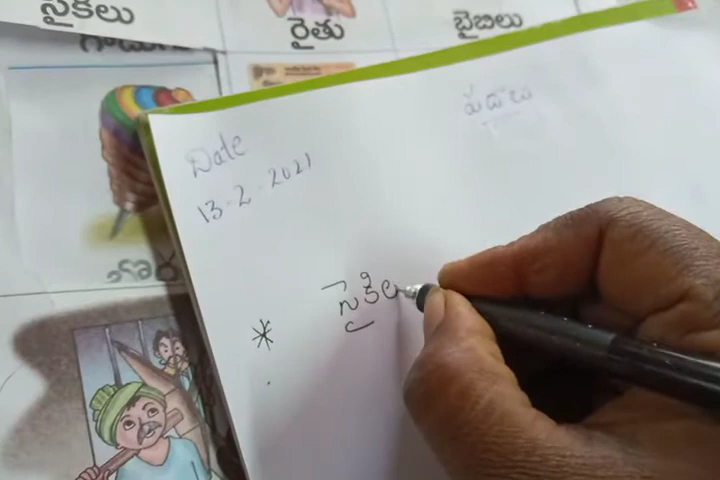 సైకిలు
రైతు
బైబిలు
పదాలు
Date
13-2-2021
* సైకిల